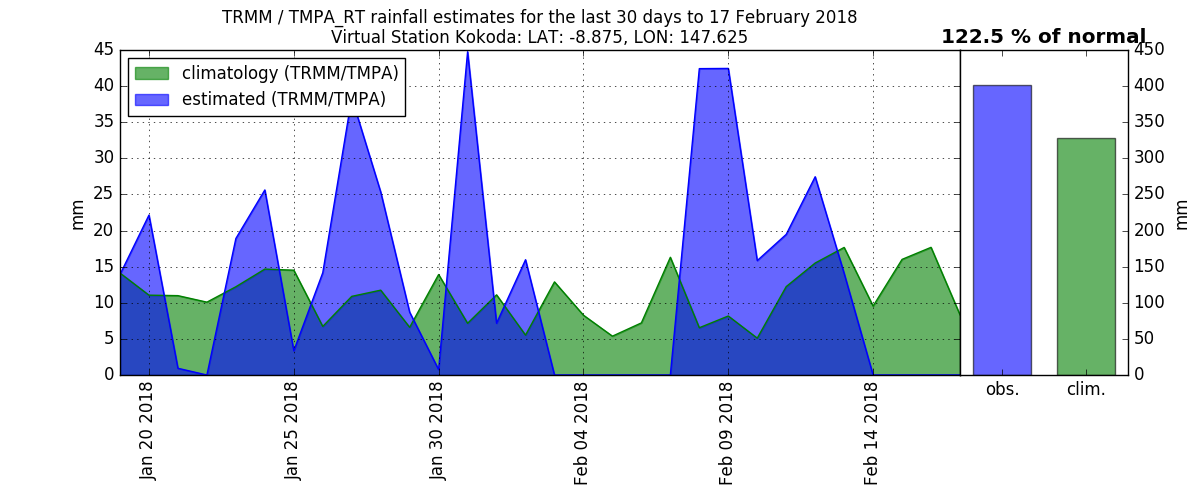 TRMM / TMPA_RT rainfall estimates for the last 30 days to 17 February 2018
Virtual Station Kokoda: LAT: -8.875, LON: 147.625
122.5 % of normal
climatology (TRMM/TMPA)
estimated (TRMM/TMPA)
45
40
35
30
25
20
15
10
5
0
mm
Jan 20 2018
Jan 25 2018
Jan 30 2018
Feb 04 2018
Feb 09 2018
Feb 14 2018
450
400
350
300
250
200
150
100
50
0
mm
obs.
clim.